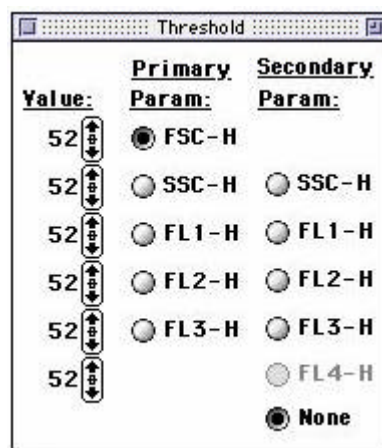 Threshold
Primary Secondary
Value: Param: Param:
52 FSC-H
52 SSC-H SSC-H
52 FL1-H FL1-H
52 FL2-H FL2-H
52 FL3-H FL3-H
52 FL4-H
None